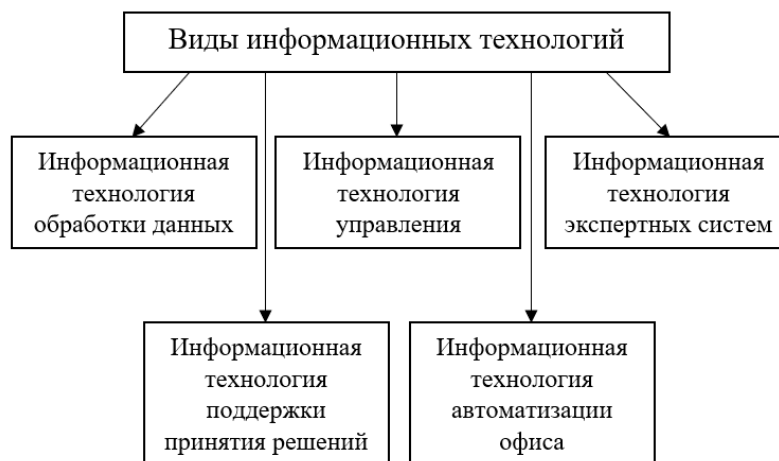 Виды информационных технологий
Информационная
технология
обработки данных
Информационная
технология
управления
Информационная
технология
экспертных систем
Информационная
технология
поддержки
принятия решений
Информационная
технология
автоматизации
офиса